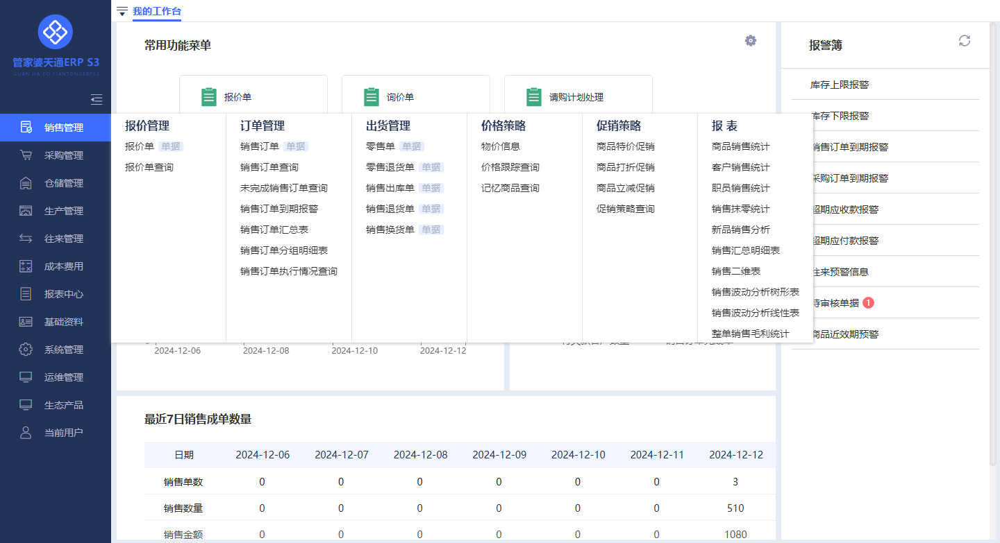 管家婆天通ERP S3
GUAN JIA PO TIANTONGERPS3
销售管理
采购管理
仓储管理
生产管理
往来管理
成本费用
报表中心
基础资料
系统管理
运维管理
生态产品
当前用户
我的工作台
常用功能菜单
报价单
询价单
请购计划处理
报价管理
报价单 单据
报价单查询
订单管理
销售订单 单据
销售订单查询
未完成销售订单查询
销售订单到期报警
销售订单汇总表
销售订单分组明细表
销售订单执行情况查询
出货管理
零售单 单据
零售退货单 单据
销售出库单 单据
销售退货单 单据
销售换货单 单据
价格策略
物价信息
价格跟踪查询
记忆商品查询
促销策略
商品特价促销
商品打折促销
商品立减促销
促销策略查询
报 表
商品销售统计
客户销售统计
职员销售统计
销售抹零统计
新品销售分析
销售汇总明细表
销售二维表
销售波动分析树形表
销售波动分析线性表
整单销售毛利统计
2024-12-06 2024-12-08 2024-12-10 2024-12-12
最近7日销售成单数量
日期 2024-12-06 2024-12-07 2024-12-08 2024-12-09 2024-12-10 2024-12-11 2024-12-12
销售单数 0 0 0 0 0 0 3
销售数量 0 0 0 0 0 0 510
销售金额 0 0 0 0 0 0 1080
报警薄
库存上限报警
库存下限报警
销售订单到期报警
采购订单到期报警
超期应收款报警
超期应付款报警
往来预警信息
待审核单据 1
商品近效期预警